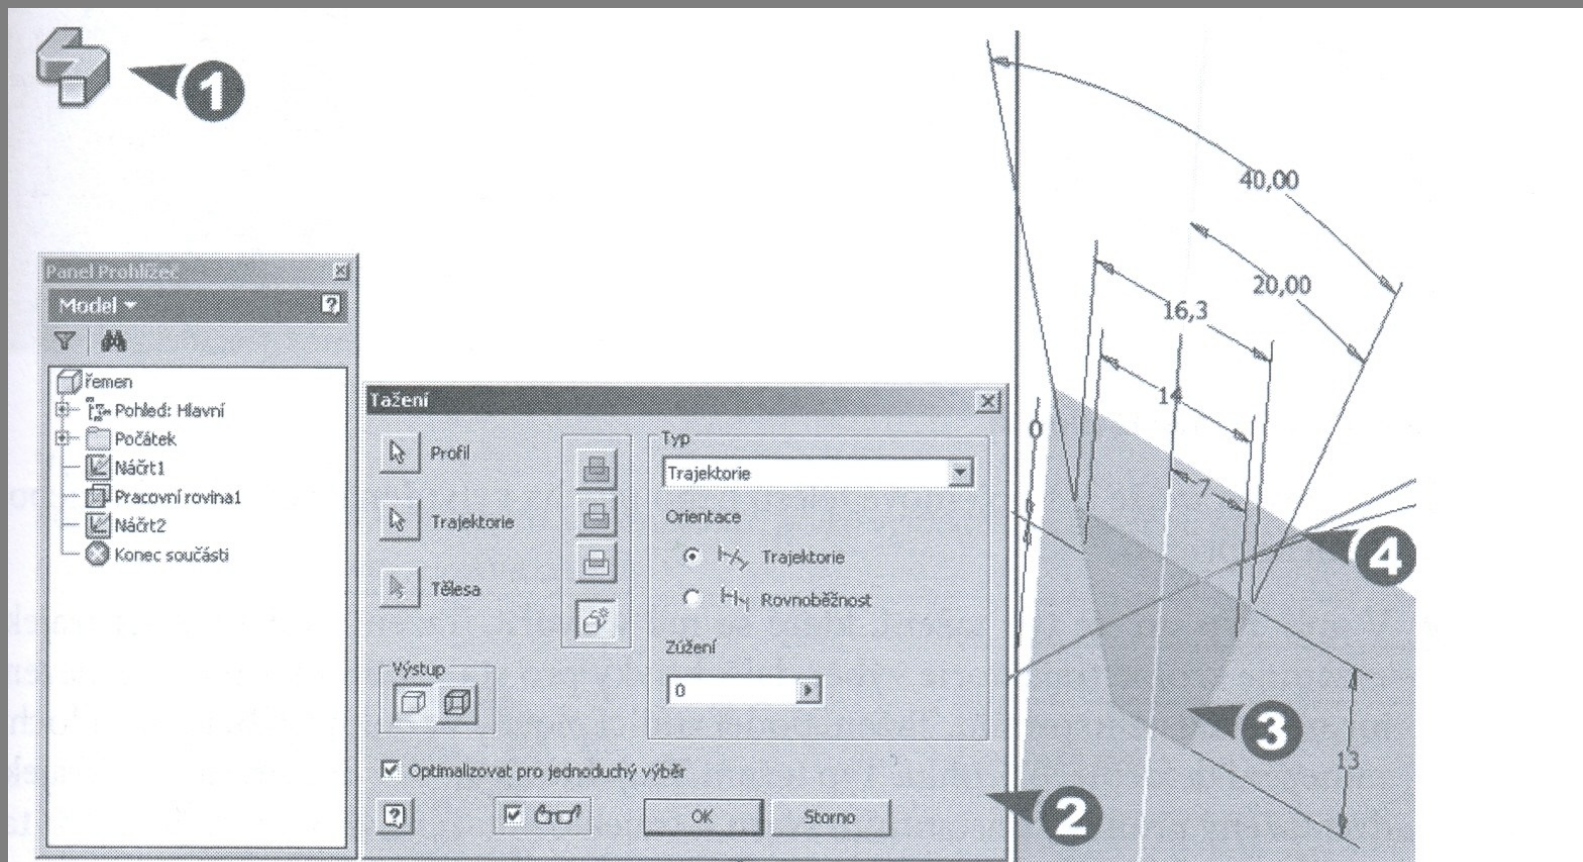 1
Panel Prohlížeč
Model
řemen
Pohled: Hlavní
Počátek
Náčrt1
Pracovní rovina1
Náčrt2
Konec součásti
Tažení
Profil
Trajektorie
Tělesa
Výstup
Typ
Trajektorie
Orientace
Trajektorie
Rovnoběžnost
Zúžení
0
Optimalizovat pro jednoduchý výběr
OK
Storno
2
40,00
20,00
16,3
14
0
7
4
3
13